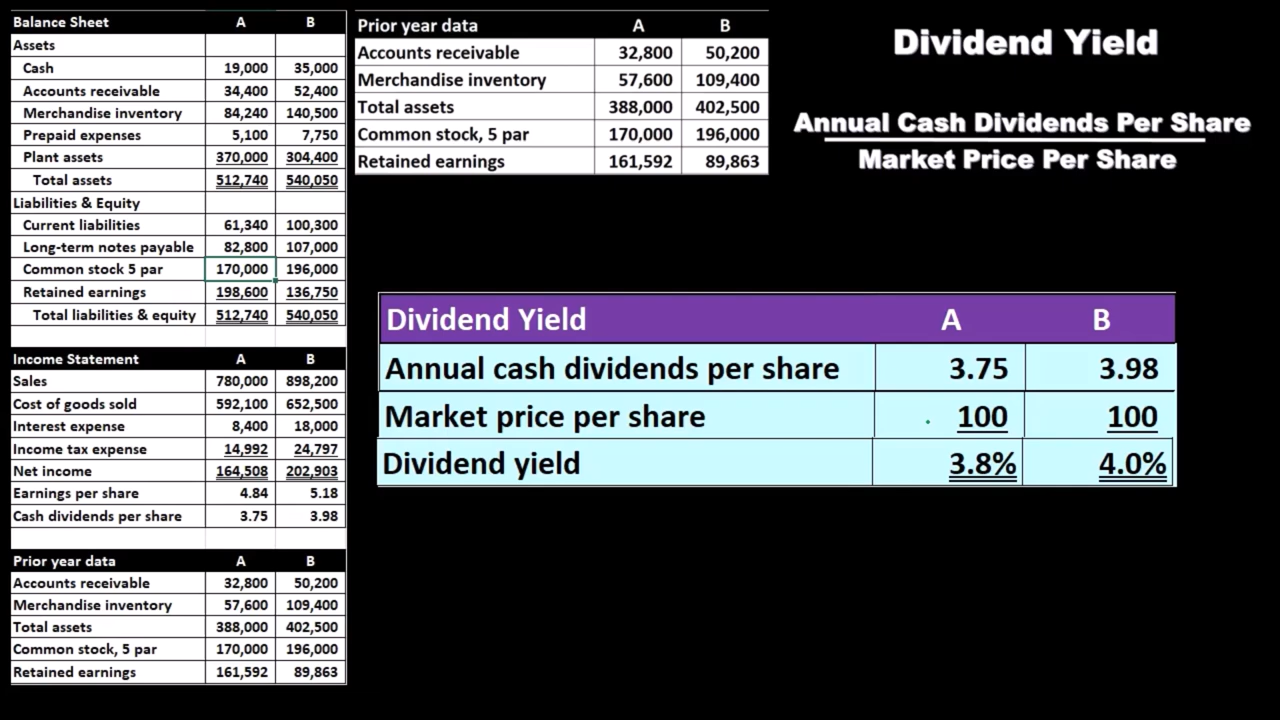 Balance Sheet A B
Assets
Cash 19,000 35,000
Accounts receivable 34,400 52,400
Merchandise inventory 84,240 140,500
Prepaid expenses 5,100 7,750
Plant assets 370,000 304,400
Total assets 512,740 540,050
Liabilities & Equity
Current liabilities 61,340 100,300
Long-term notes payable 82,800 107,000
Common stock 5 par 170,000 196,000
Retained earnings 198,600 136,750
Total liabilities & equity 512,740 540,050
Income Statement A B
Sales 780,000 898,200
Cost of goods sold 592,100 652,500
Interest expense 8,400 18,000
Income tax expense 14,992 24,797
Net income 164,508 202,903
Earnings per share 4.84 5.18
Cash dividends per share 3.75 3.98
Prior year data A B
Accounts receivable 32,800 50,200
Merchandise inventory 57,600 109,400
Total assets 388,000 402,500
Common stock, 5 par 170,000 196,000
Retained earnings 161,592 89,863
Prior year data A B
Accounts receivable 32,800 50,200
Merchandise inventory 57,600 109,400
Total assets 388,000 402,500
Common stock, 5 par 170,000 196,000
Retained earnings 161,592 89,863
Dividend Yield
Annual Cash Dividends Per Share
Market Price Per Share
Dividend Yield A B
Annual cash dividends per share 3.75 3.98
Market price per share 100 100
Dividend yield 3.8% 4.0%